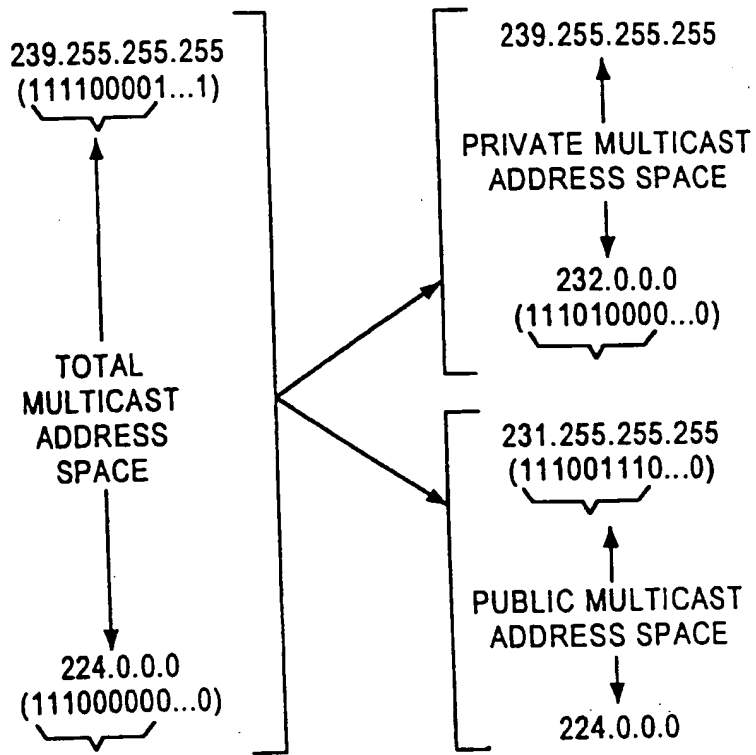 239.255.255.255
(111100001...1)
TOTAL
MULTICAST
ADDRESS
SPACE
224.0.0.0
(111000000...0)
239.255.255.255
PRIVATE MULTICAST
ADDRESS SPACE
232.0.0.0
(111010000...0)
231.255.255.255
(111001110...0)
PUBLIC MULTICAST
ADDRESS SPACE
224.0.0.0